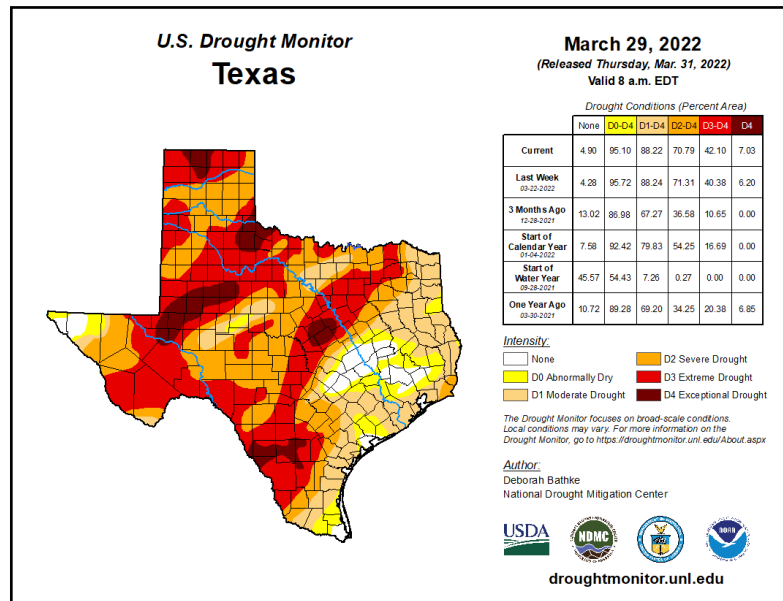 U.S. Drought Monitor
Texas
March 29, 2022
(Released Thursday, Mar. 31, 2022)
Valid 8 a.m. EDT
Drought Conditions (Percent Area)
None D0-D4 D1-D4 D2-D4 D3-D4 D4
Current 4.90 95.10 88.22 70.79 42.10 7.03
Last Week
03-22-2022 4.28 95.72 88.24 71.31 40.38 6.20
3 Months Ago
12-28-2021 13.02 86.98 67.27 36.58 10.65 0.00
Start of
Calendar Year
01-04-2022 7.58 92.42 79.83 54.25 16.69 0.00
Start of
Water Year
09-28-2021 45.57 54.43 7.26 0.27 0.00 0.00
One Year Ago
03-30-2021 10.72 89.28 69.20 34.25 20.38 6.85
Intensity:
None
D0 Abnormally Dry
D1 Moderate Drought
D2 Severe Drought
D3 Extreme Drought
D4 Exceptional Drought
The Drought Monitor focuses on broad-scale conditions.
Local conditions may vary. For more information on the
Drought Monitor, go to https://droughtmonitor.unl.edu/About.aspx
Author:
Deborah Bathke
National Drought Mitigation Center
USDA
NDMC
NOAA
droughtmonitor.unl.edu